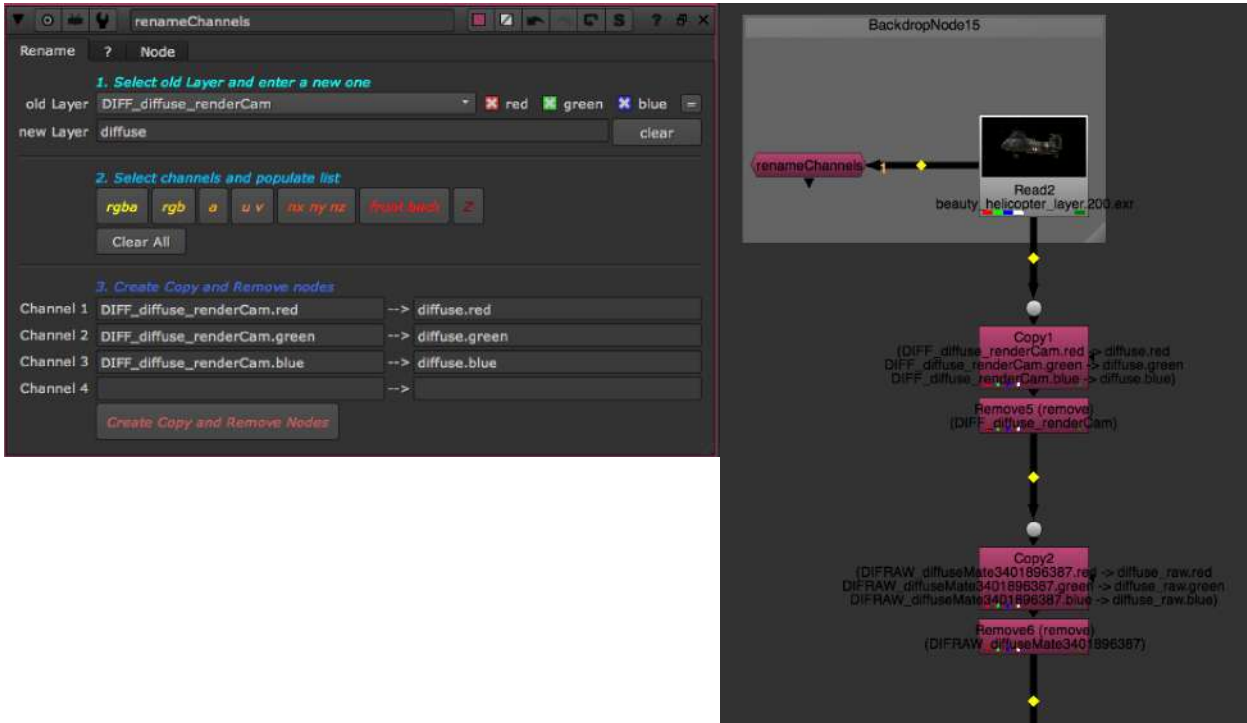 renameChannels S ? x
Rename ? Node
1. Select old Layer and enter a new one
old Layer DIFF_diffuse_renderCam red green blue =
new Layer diffuse clear
2. Select channels and populate list
rgba rgb a u v nx ny nz front back Z
Clear All
3. Create Copy and Remove nodes
Channel 1 DIFF_diffuse_renderCam.red --> diffuse.red
Channel 2 DIFF_diffuse_renderCam.green --> diffuse.green
Channel 3 DIFF_diffuse_renderCam.blue --> diffuse.blue
Channel 4 -->
Create Copy and Remove Nodes
BackdropNode15
renameChannels 1
Read2
beauty_helicopter_layer.200.exr
Copy1
(DIFF_diffuse_renderCam.red -> diffuse.red
DIFF_diffuse_renderCam.green -> diffuse.green
DIFF_diffuse_renderCam.blue -> diffuse.blue)
Remove5 (remove)
(DIFF_diffuse_renderCam)
Copy2
(DIFRAW_diffuseMate3401896387.red -> diffuse_raw.red
DIFRAW_diffuseMate3401896387.green -> diffuse_raw.green
DIFRAW_diffuseMate3401896387.blue -> diffuse_raw.blue)
Remove6 (remove)
(DIFRAW_diffuseMate3401896387)